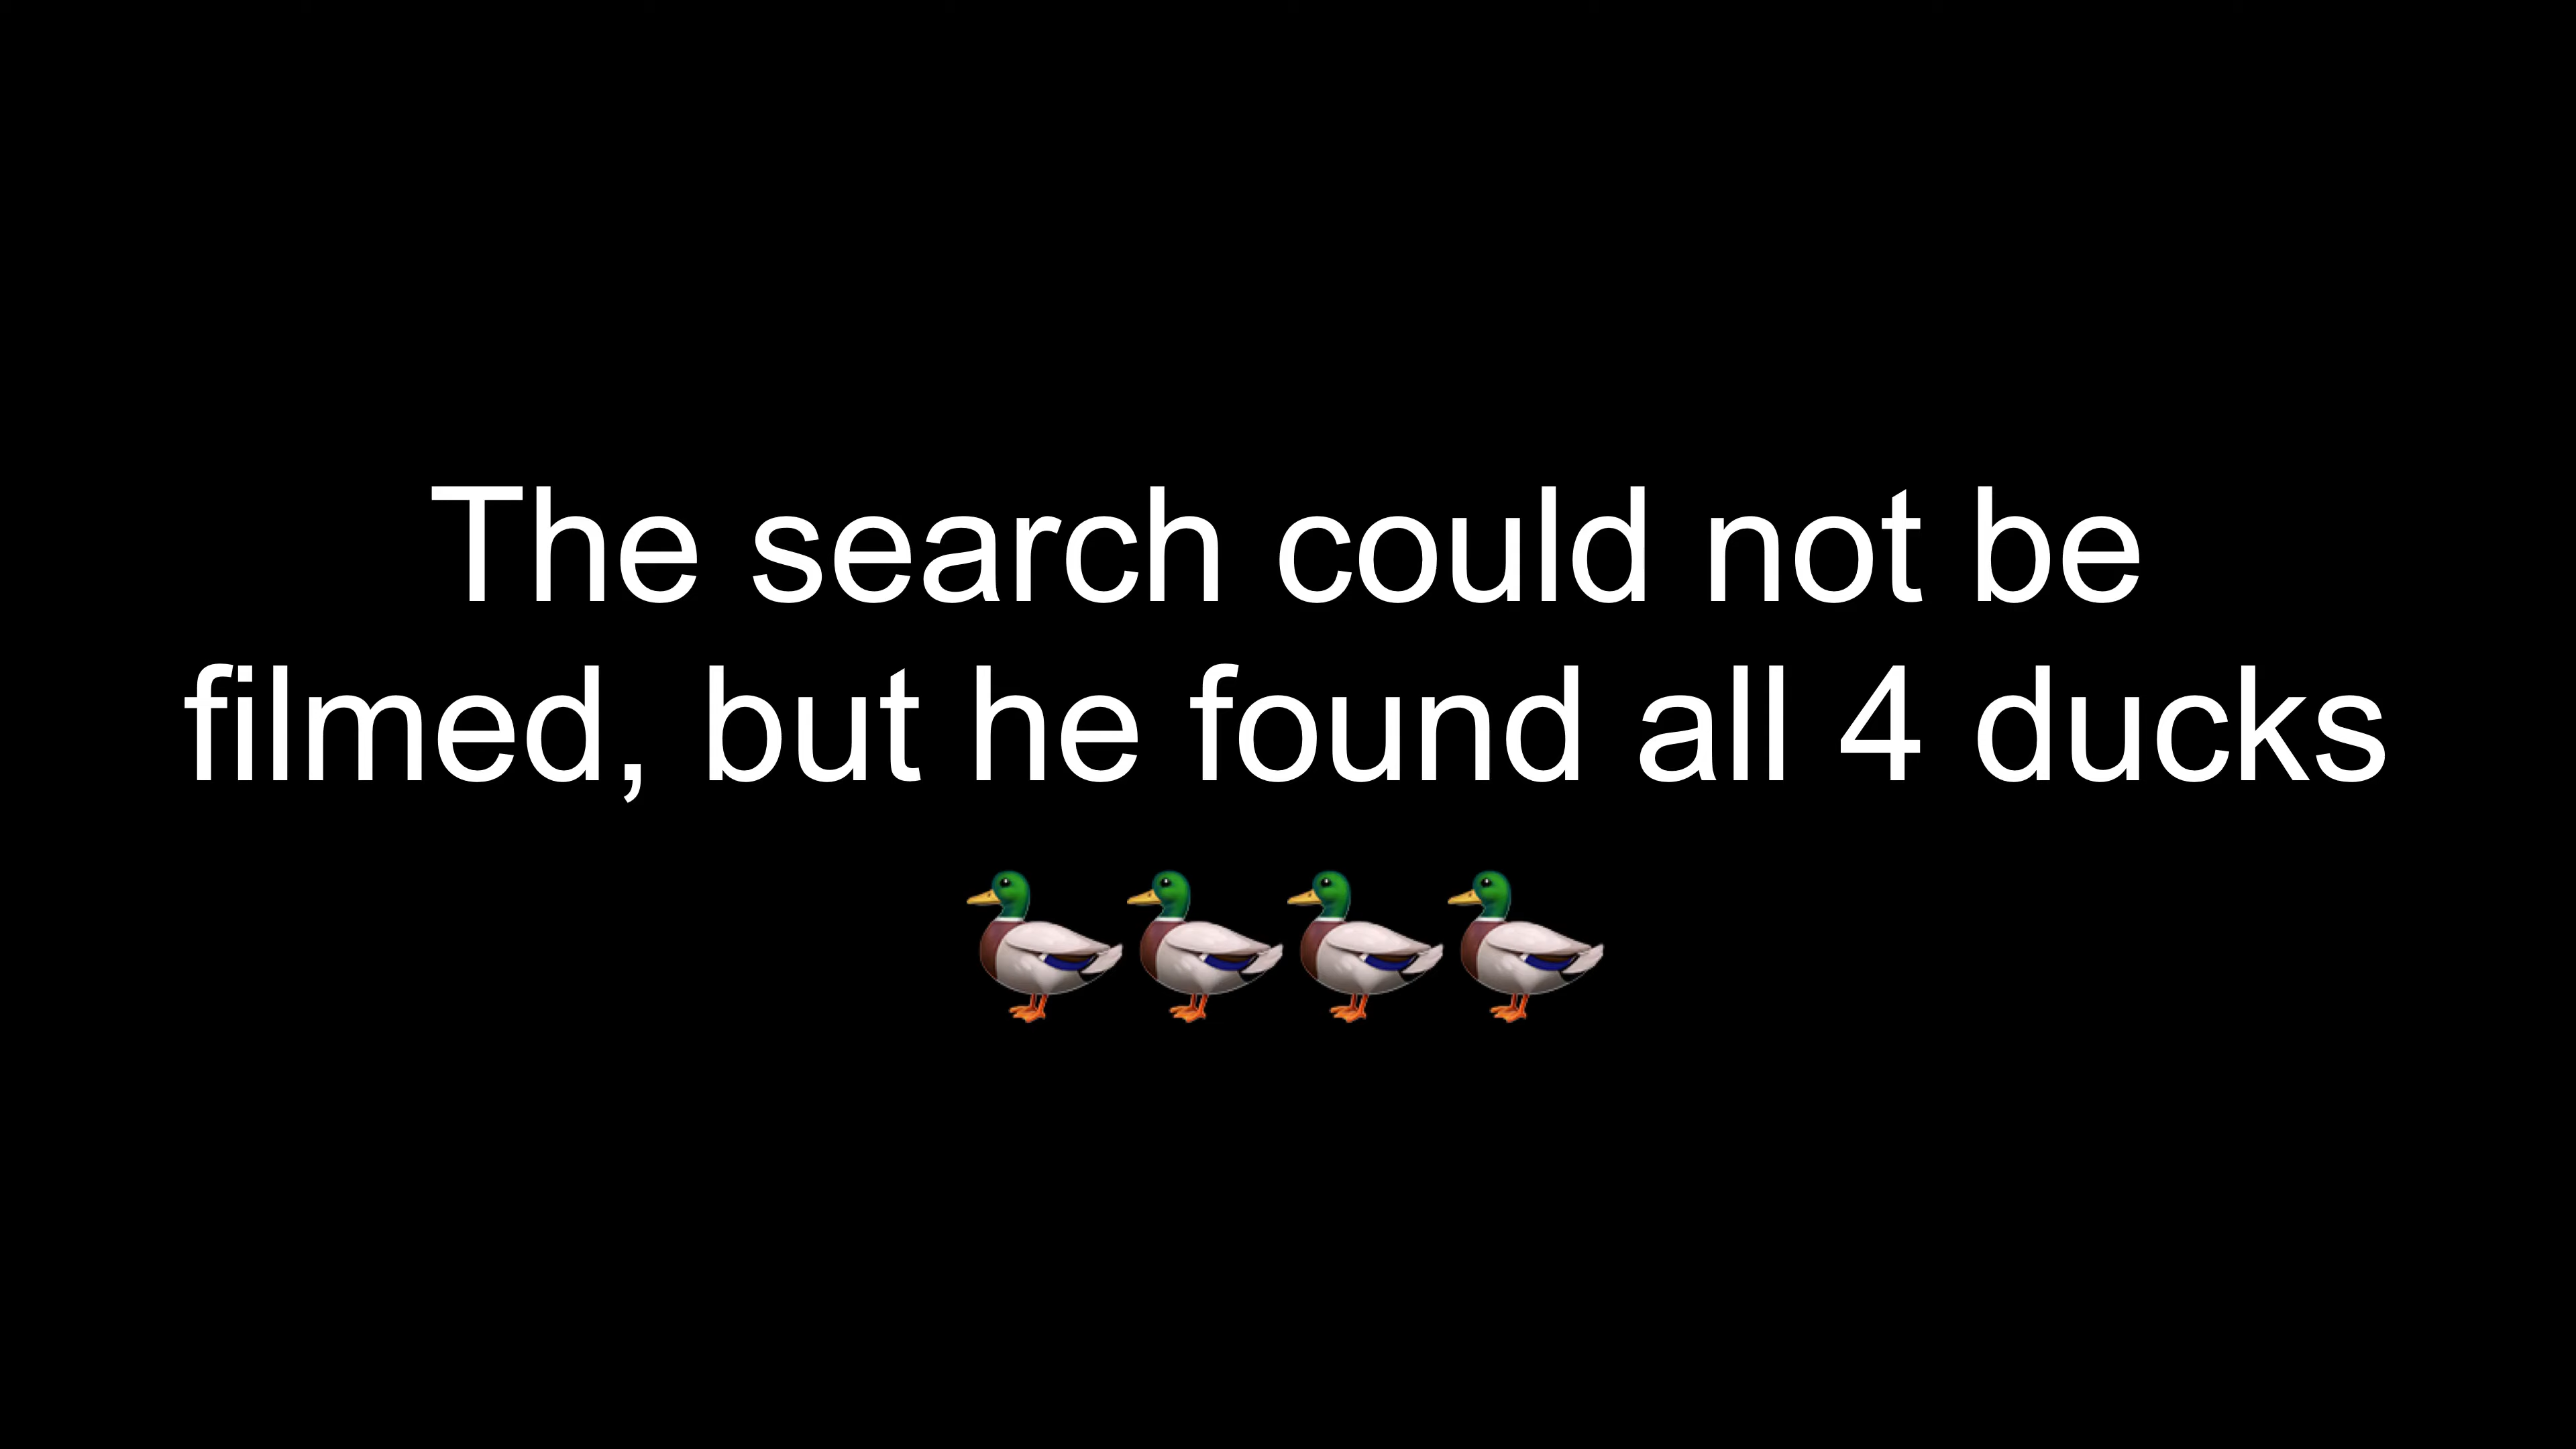 The search could not be
filmed, but he found all 4 ducks
🦆🦆🦆🦆